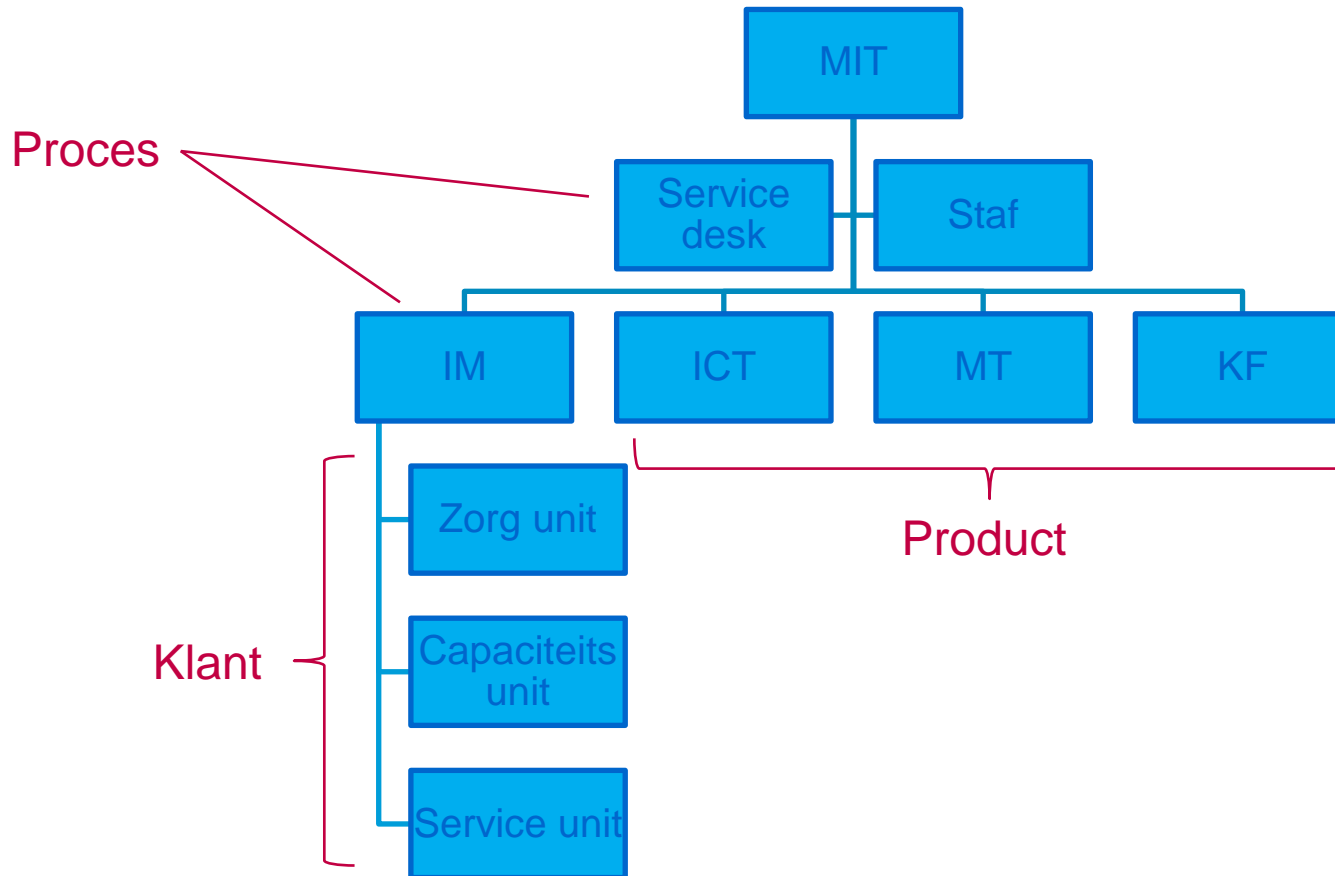 MIT
Proces
Service
desk
Staf
IM
ICT
MT
KF
Zorg unit
Product
Klant
Capaciteits
unit
Service unit